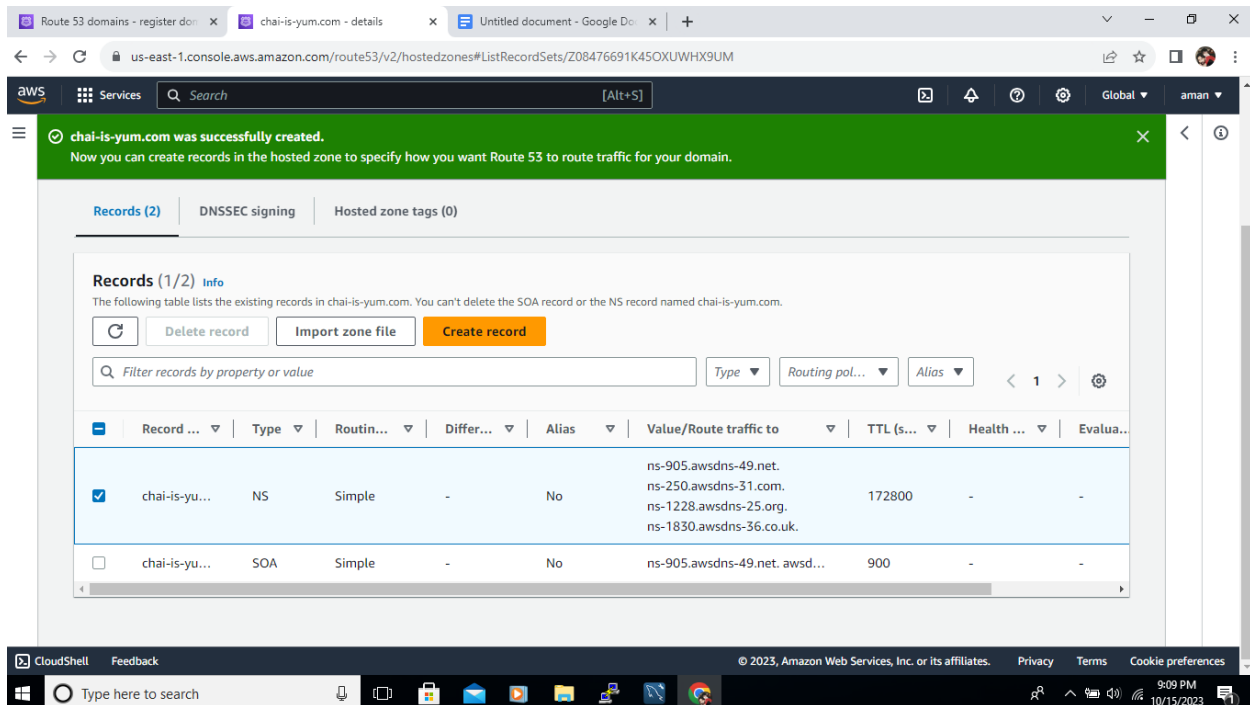 Route 53 domains - register don
chai-is-yum.com - details
Untitled document - Google Do
us-east-1.console.aws.amazon.com/route53/v2/hostedzones#ListRecordSets/Z08476691K45OXUWHX9UM
aws Services Search [Alt+S] Global aman
chai-is-yum.com was successfully created.
Now you can create records in the hosted zone to specify how you want Route 53 to route traffic for your domain.
Records (2) DNSSEC signing Hosted zone tags (0)
Records (1/2) Info
The following table lists the existing records in chai-is-yum.com. You can't delete the SOA record or the NS record named chai-is-yum.com.
Delete record Import zone file Create record
Filter records by property or value Type Routing pol... Alias 1
Record ... Type Routin... Differ... Alias Value/Route traffic to TTL (s... Health ... Evalua...
ns-905.awsdns-49.net.
ns-250.awsdns-31.com.
chai-is-yu... NS Simple - No 172800 - -
ns-1228.awsdns-25.org.
ns-1830.awsdns-36.co.uk.
chai-is-yu... SOA Simple - No ns-905.awsdns-49.net. awsd... 900 - -
CloudShell Feedback © 2023, Amazon Web Services, Inc. or its affiliates. Privacy Terms Cookie preferences
Type here to search 9:09 PM
10/15/2023